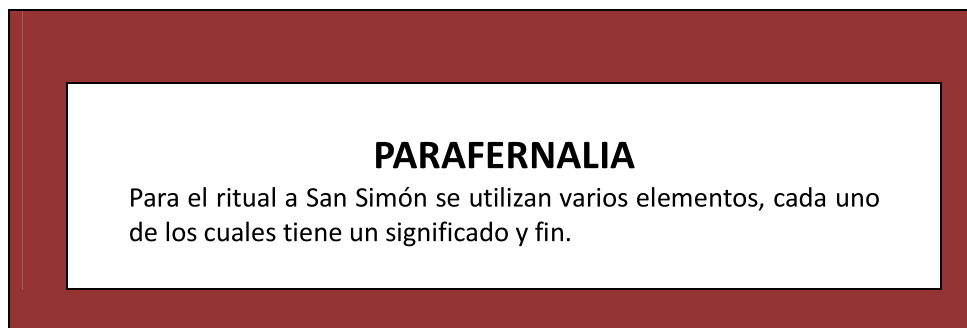 PARAFERNALIA
Para el ritual a San Simón se utilizan varios elementos, cada uno
de los cuales tiene un significado y fin.